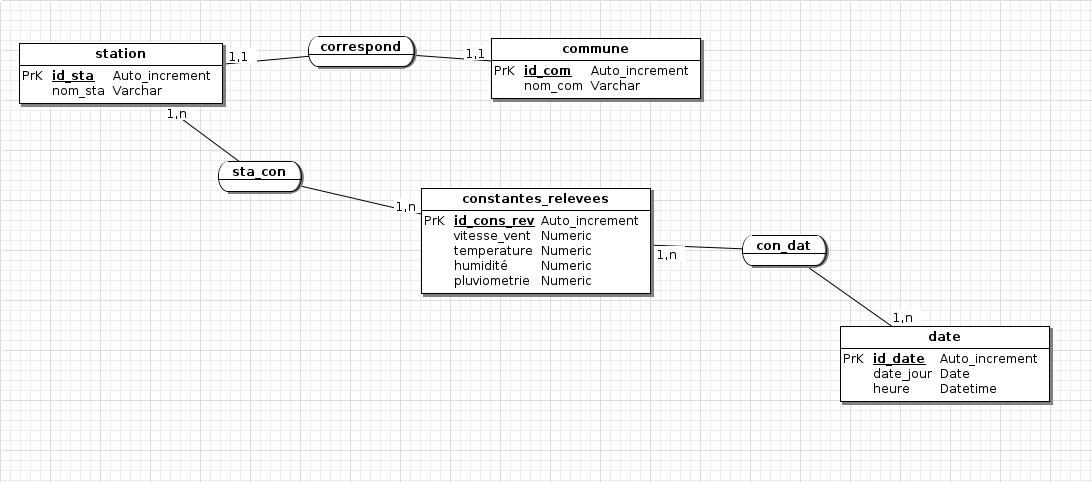 station
PrK id_sta Auto_increment
nom_sta Varchar
1,1
correspond
1,1
commune
PrK id_com Auto_increment
nom_com Varchar
1,n
sta_con
1,n
constantes_relevees
PrK id_cons_rev Auto_increment
vitesse_vent Numeric
temperature Numeric
humidité Numeric
pluviometrie Numeric
1,n
con_dat
1,n
date
PrK id_date Auto_increment
date_jour Date
heure Datetime